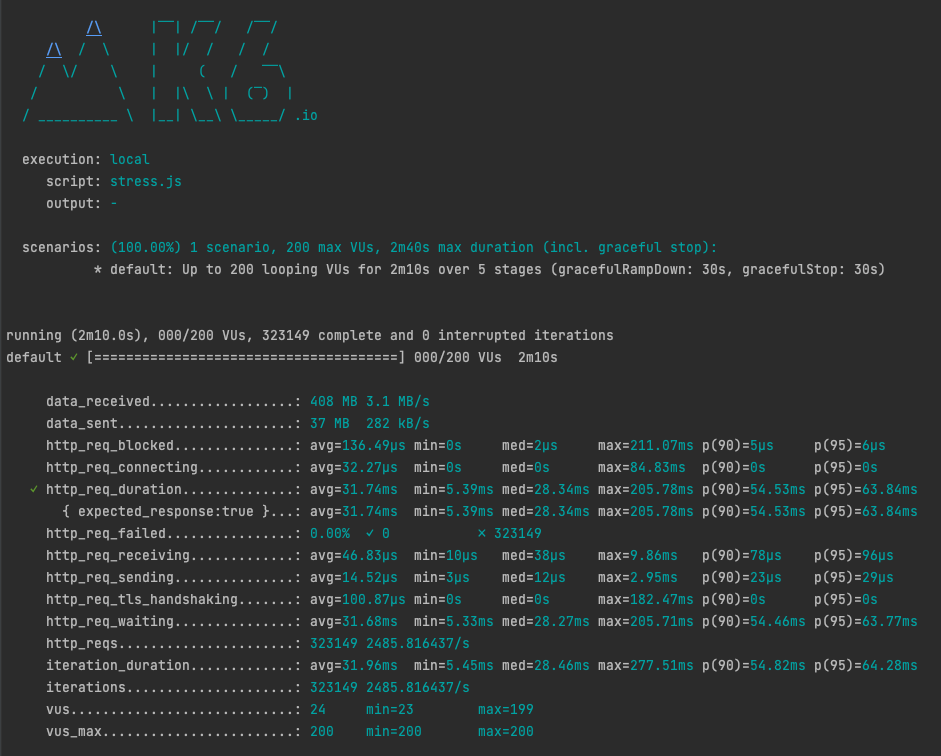 /\      |‾‾| /‾‾/   /‾‾/
/\  /  \     |  |/  /   /  /
/  \/    \    |     (   /   ‾‾\
/          \   |  |\  \ |  (‾)  |
/ __________ \  |__| \__\ \_____/ .io
execution: local
script: stress.js
output: -
scenarios: (100.00%) 1 scenario, 200 max VUs, 2m40s max duration (incl. graceful stop):
* default: Up to 200 looping VUs for 2m10s over 5 stages (gracefulRampDown: 30s, gracefulStop: 30s)
running (2m10.0s), 000/200 VUs, 323149 complete and 0 interrupted iterations
default ✓ [======================================] 000/200 VUs  2m10s
data_received..................: 408 MB 3.1 MB/s
data_sent......................: 37 MB  282 kB/s
http_req_blocked...............: avg=136.49µs min=0s     med=2µs     max=211.07ms p(90)=5µs     p(95)=6µs
http_req_connecting............: avg=32.27µs  min=0s     med=0s      max=84.83ms  p(90)=0s      p(95)=0s
✓ http_req_duration..............: avg=31.74ms  min=5.39ms med=28.34ms max=205.78ms p(90)=54.53ms p(95)=63.84ms
{ expected_response:true }...: avg=31.74ms  min=5.39ms med=28.34ms max=205.78ms p(90)=54.53ms p(95)=63.84ms
http_req_failed................: 0.00%  ✓ 0           ✗ 323149
http_req_receiving.............: avg=46.83µs  min=10µs   med=38µs    max=9.86ms   p(90)=78µs    p(95)=96µs
http_req_sending...............: avg=14.52µs  min=3µs    med=12µs    max=2.95ms   p(90)=23µs    p(95)=29µs
http_req_tls_handshaking.......: avg=100.87µs min=0s     med=0s      max=182.47ms p(90)=0s      p(95)=0s
http_req_waiting...............: avg=31.68ms  min=5.33ms med=28.27ms max=205.71ms p(90)=54.46ms p(95)=63.77ms
http_reqs......................: 323149 2485.816437/s
iteration_duration.............: avg=31.96ms  min=5.45ms med=28.46ms max=277.51ms p(90)=54.82ms p(95)=64.28ms
iterations.....................: 323149 2485.816437/s
vus............................: 24     min=23        max=199
vus_max........................: 200    min=200       max=200